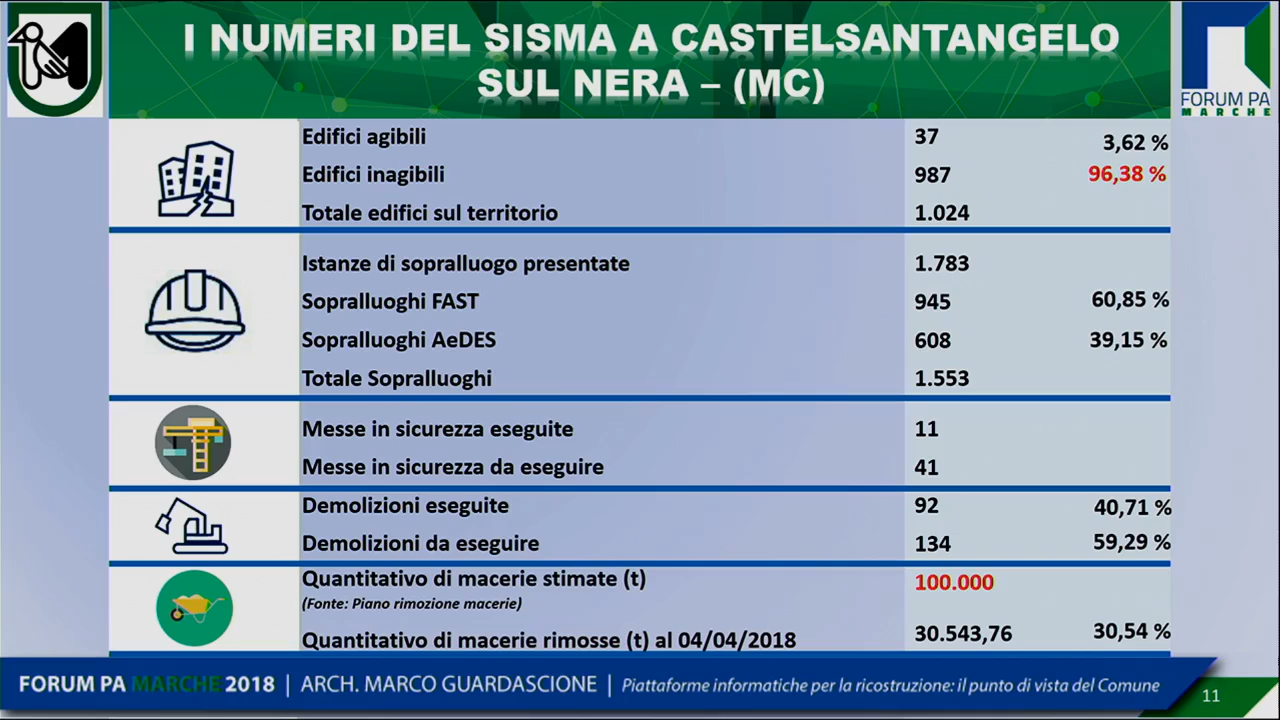 I NUMERI DEL SISMA A CASTELSANTANGELO
SUL NERA – (MC)
FORUM PA
MARCHE
Edifici agibili 37 3,62 %
Edifici inagibili 987 96,38 %
Totale edifici sul territorio 1.024
Istanze di sopralluogo presentate 1.783
Sopralluoghi FAST 945 60,85 %
Sopralluoghi AeDES 608 39,15 %
Totale Sopralluoghi 1.553
Messe in sicurezza eseguite 11
Messe in sicurezza da eseguire 41
Demolizioni eseguite 92 40,71 %
Demolizioni da eseguire 134 59,29 %
Quantitativo di macerie stimate (t) 100.000
(Fonte: Piano rimozione macerie)
Quantitativo di macerie rimosse (t) al 04/04/2018 30.543,76 30,54 %
FORUM PA MARCHE 2018 | ARCH. MARCO GUARDASCIONE | Piattaforme informatiche per la ricostruzione: il punto di vista del Comune 11